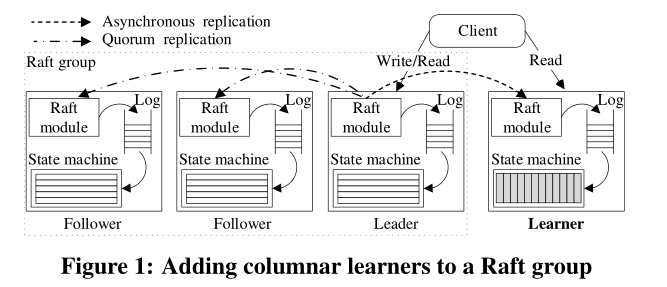 Asynchronous replication
Quorum replication
Client
Raft group
Write/Read
Read
Raft
module
Log
State machine
Follower
Raft
module
Log
State machine
Follower
Raft
module
Log
State machine
Leader
Raft
module
Log
State machine
Learner
Figure 1: Adding columnar learners to a Raft group